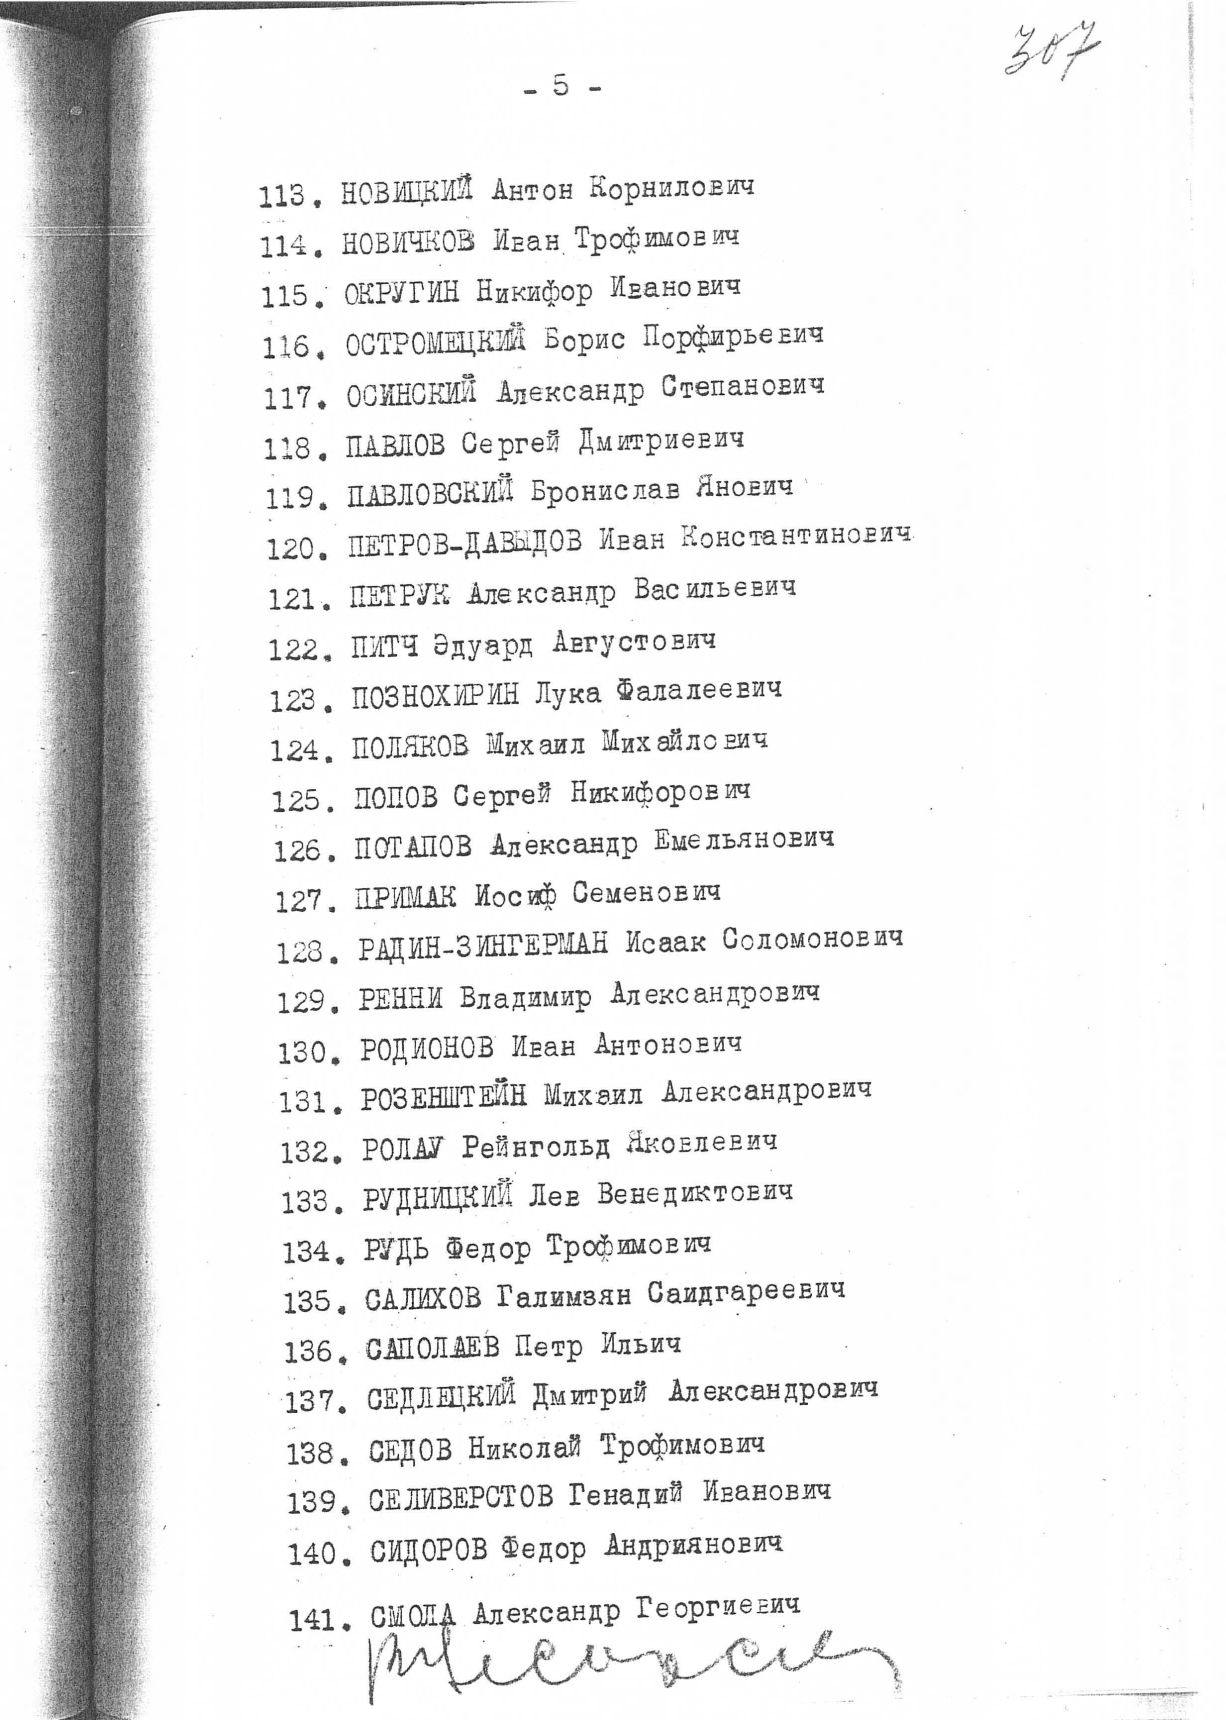 307
- 5 -
113. НОВИЦКИЙ Антон Корнилович
114. НОВИЧКОВ Иван Трофимович
115. ОКРУГИН Никифор Иванович
116. ОСТРОМЕЦКИЙ Борис Порфирьевич
117. ОСИНСКИЙ Александр Степанович
118. ПАВЛОВ Сергей Дмитриевич
119. ПАВЛОВСКИЙ Бронислав Янович
120. ПЕТРОВ-ДАВЫДОВ Иван Константинович
121. ПЕТРУК Александр Васильевич
122. ПИТЧ Эдуард Августович
123. ПОЗНОХИРИН Лука Фалалеевич
124. ПОЛЯКОВ Михаил Михайлович
125. ПОПОВ Сергей Никифорович
126. ПОТАПОВ Александр Емельянович
127. ПРИМАК Иосиф Семенович
128. РАДИН-ЗИНГЕРМАН Исаак Соломонович
129. РЕННИ Владимир Александрович
130. РОДИОНОВ Иван Антонович
131. РОЗЕНШТЕЙН Михаил Александрович
132. РОЛАУ Рейнгольд Яковлевич
133. РУДНИЦКИЙ Лев Венедиктович
134. РУДЬ Федор Трофимович
135. САЛИХОВ Галимзян Саидгареевич
136. САПОЛАЕВ Петр Ильич
137. СЕДЛЕЦКИЙ Дмитрий Александрович
138. СЕДОВ Николай Трофимович
139. СЕЛИВЕРСТОВ Генадий Иванович
140. СИДОРОВ Федор Андриянович
141. СМОЛА Александр Георгиевич